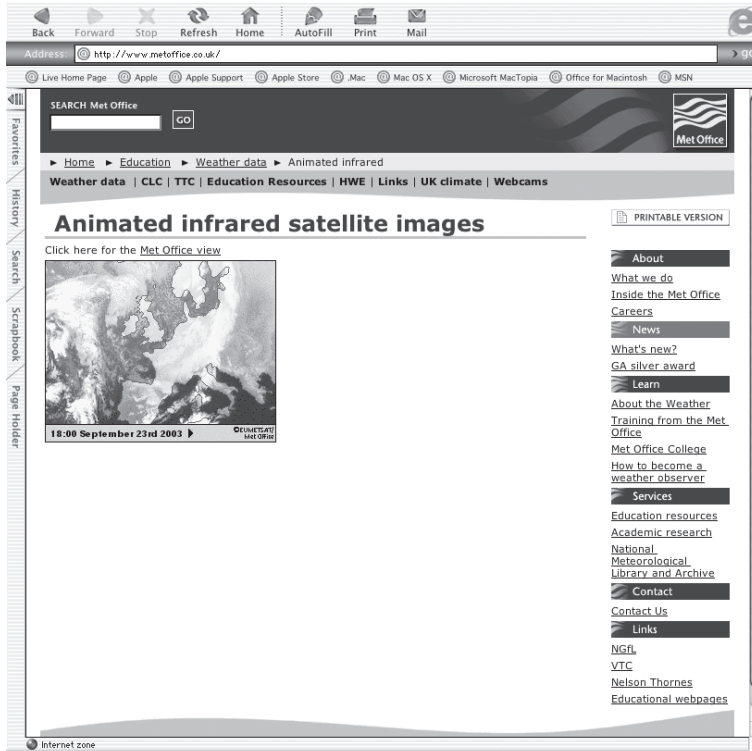 Back Forward Stop Refresh Home AutoFill Print Mail
Address: @ http://www.metoffice.co.uk/ › go
@ Live Home Page @ Apple @ Apple Support @ Apple Store @ .Mac @ Mac OS X @ Microsoft MacTopia @ Office for Macintosh @ MSN
Favorites
History
Search
Scrapbook
Page Holder
SEARCH Met Office
GO
Met Office
► Home ► Education ► Weather data ► Animated infrared
Weather data | CLC | TTC | Education Resources | HWE | Links | UK climate | Webcams
Animated infrared satellite images
Click here for the Met Office view
18:00 September 23rd 2003
©EUMETSAT/
Met Office
PRINTABLE VERSION
About
What we do
Inside the Met Office
Careers
News
What's new?
GA silver award
Learn
About the Weather
Training from the Met
Office
Met Office College
How to become a
weather observer
Services
Education resources
Academic research
National
Meteorological
Library and Archive
Contact
Contact Us
Links
NGfL
VTC
Nelson Thornes
Educational webpages
Internet zone